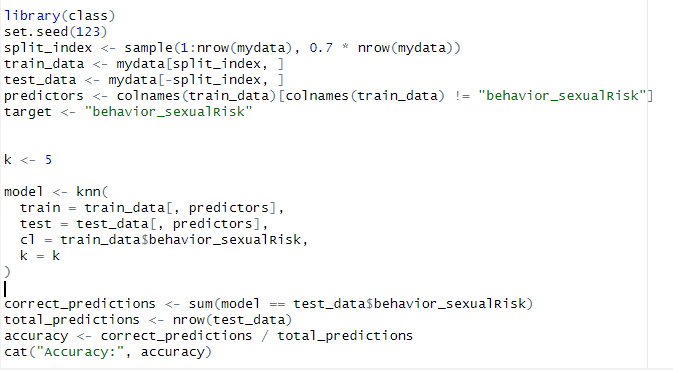 library(class)
set.seed(123)
split_index <- sample(1:nrow(mydata), 0.7 * nrow(mydata))
train_data <- mydata[split_index, ]
test_data <- mydata[-split_index, ]
predictors <- colnames(train_data)[colnames(train_data) != "behavior_sexualRisk"]
target <- "behavior_sexualRisk"
k <- 5
model <- knn(
  train = train_data[, predictors],
  test = test_data[, predictors],
  cl = train_data$behavior_sexualRisk,
  k = k
)
correct_predictions <- sum(model == test_data$behavior_sexualRisk)
total_predictions <- nrow(test_data)
accuracy <- correct_predictions / total_predictions
cat("Accuracy:", accuracy)